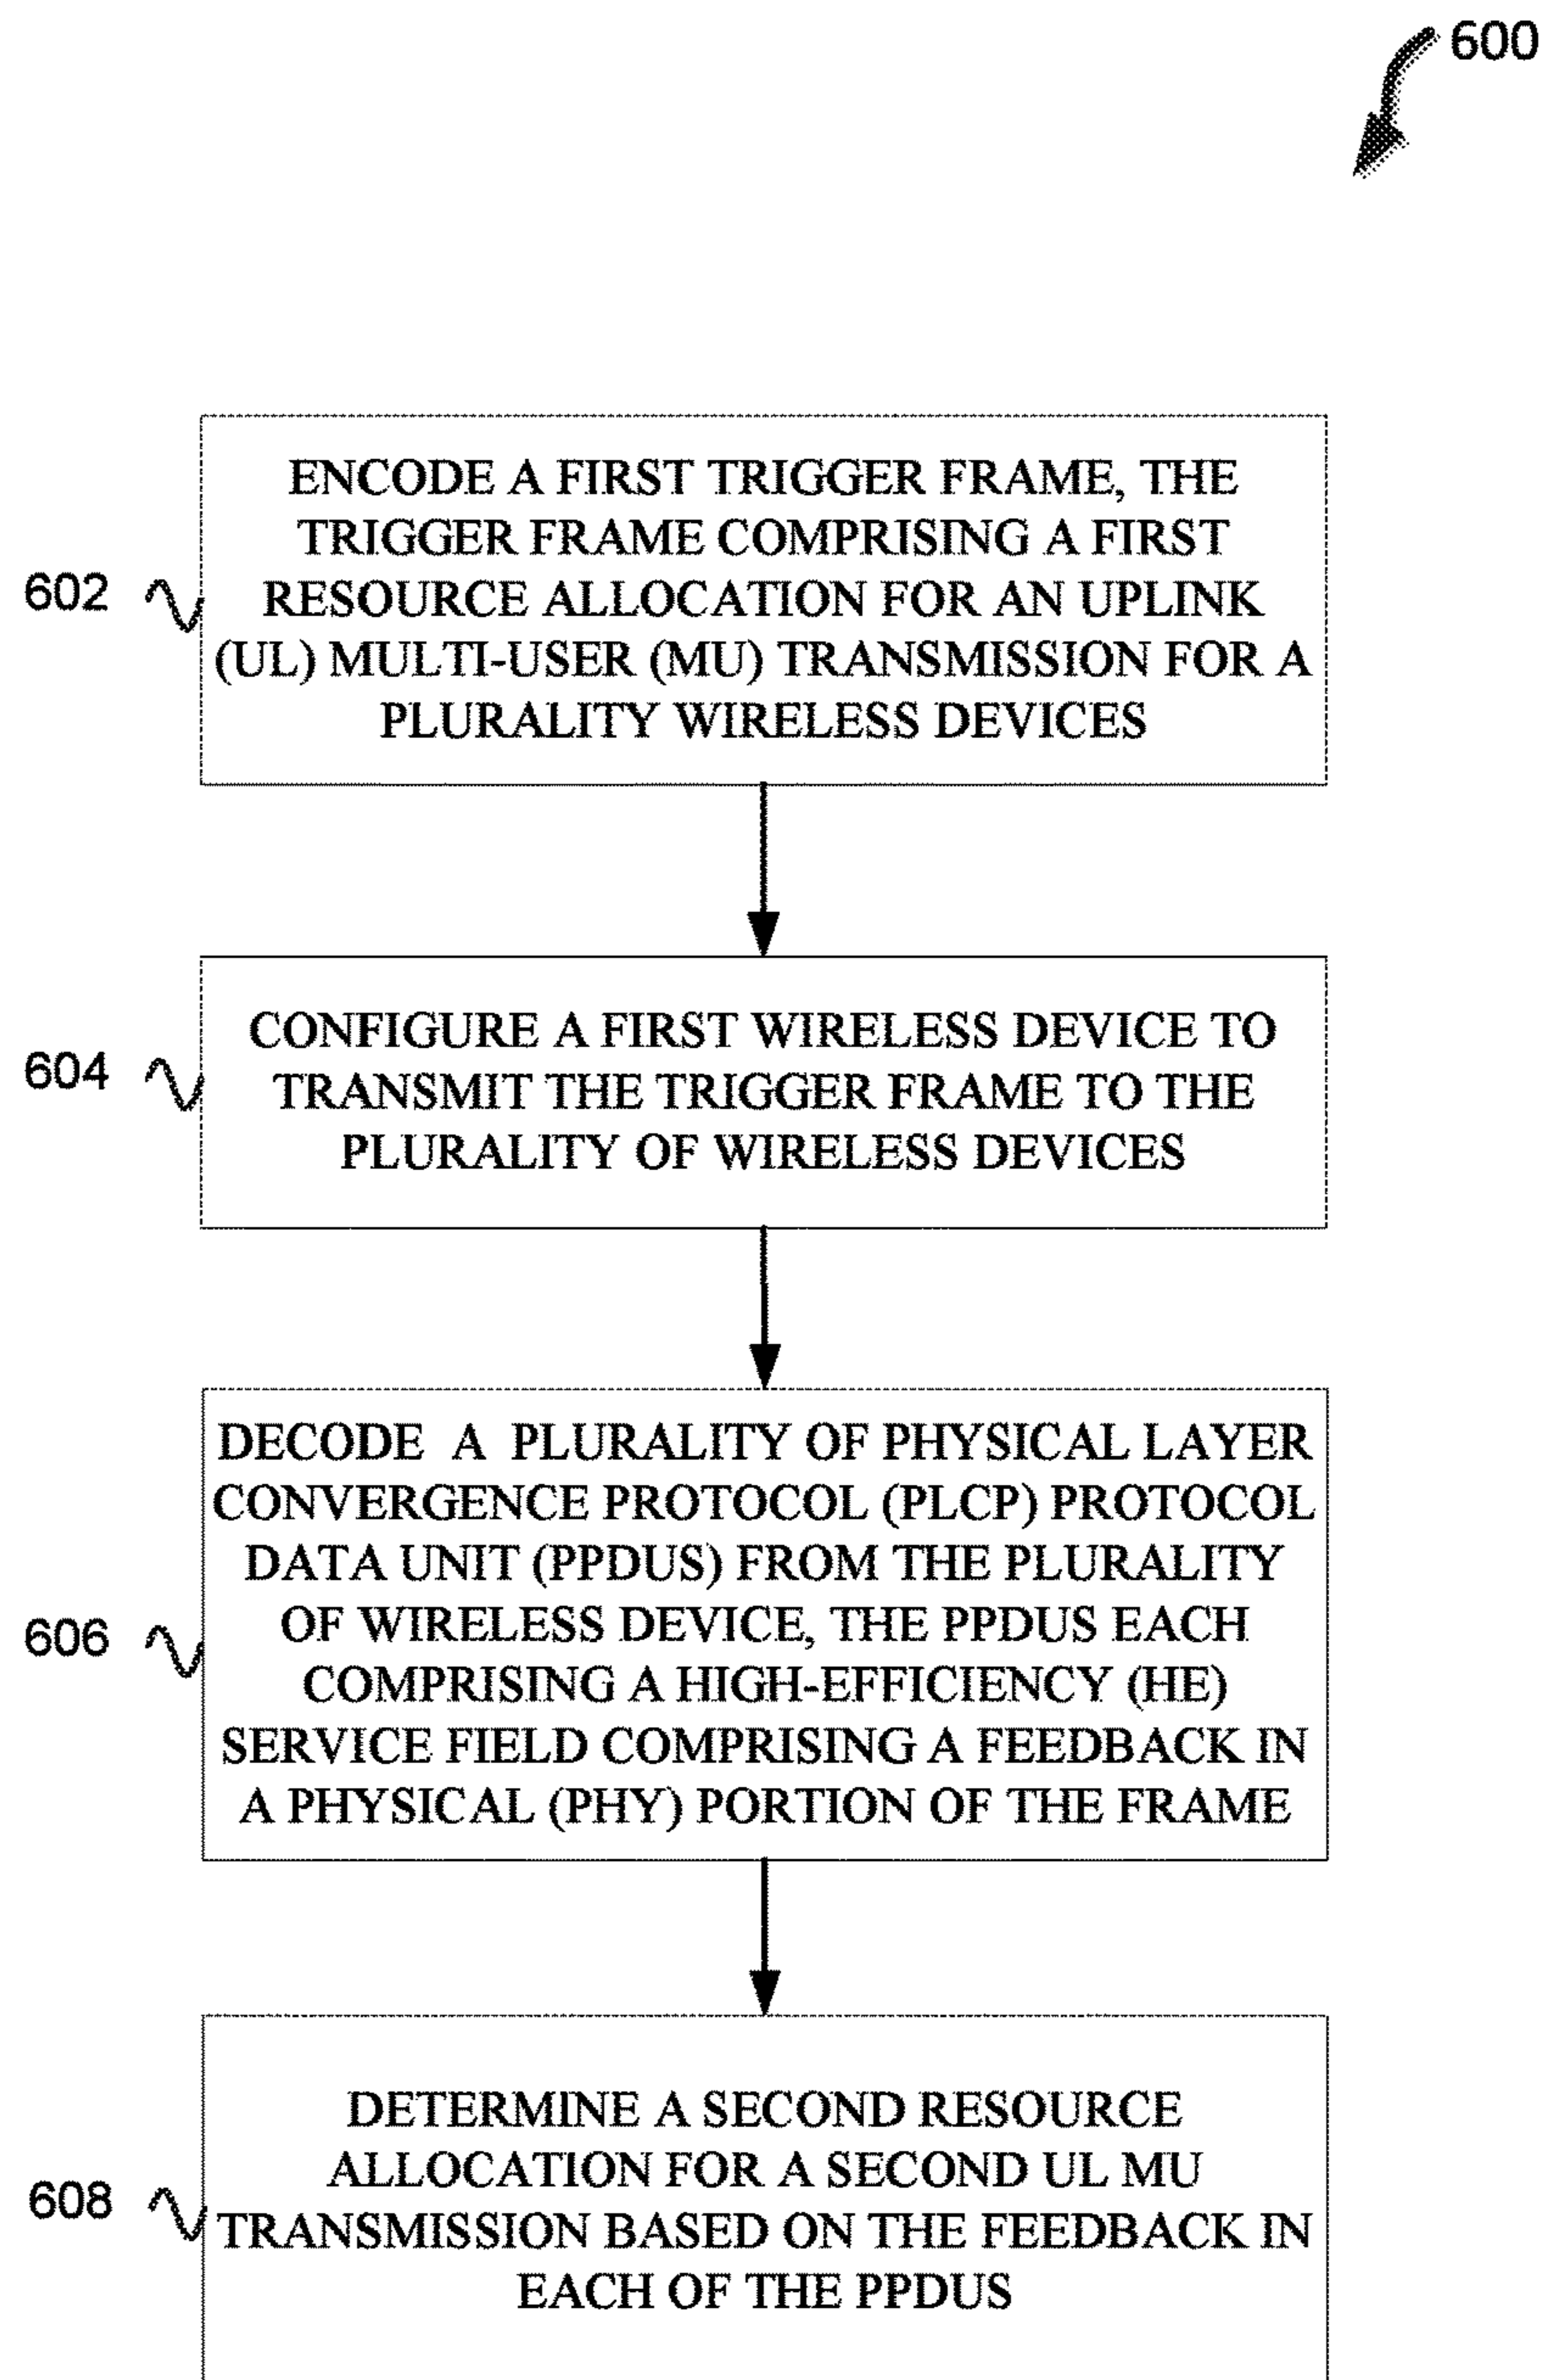 600
ENCODE A FIRST TRIGGER FRAME, THE
TRIGGER FRAME COMPRISING A FIRST
RESOURCE ALLOCATION FOR AN UPLINK
(UL) MULTI-USER (MU) TRANSMISSION FOR A
PLURALITY WIRELESS DEVICES
602
CONFIGURE A FIRST WIRELESS DEVICE TO
TRANSMIT THE TRIGGER FRAME TO THE
PLURALITY OF WIRELESS DEVICES
604
DECODE A PLURALITY OF PHYSICAL LAYER
CONVERGENCE PROTOCOL (PLCP) PROTOCOL
DATA UNIT (PPDUS) FROM THE PLURALITY
OF WIRELESS DEVICE, THE PPDUS EACH
COMPRISING A HIGH-EFFICIENCY (HE)
SERVICE FIELD COMPRISING A FEEDBACK IN
A PHYSICAL (PHY) PORTION OF THE FRAME
606
DETERMINE A SECOND RESOURCE
ALLOCATION FOR A SECOND UL MU
TRANSMISSION BASED ON THE FEEDBACK IN
EACH OF THE PPDUS
608